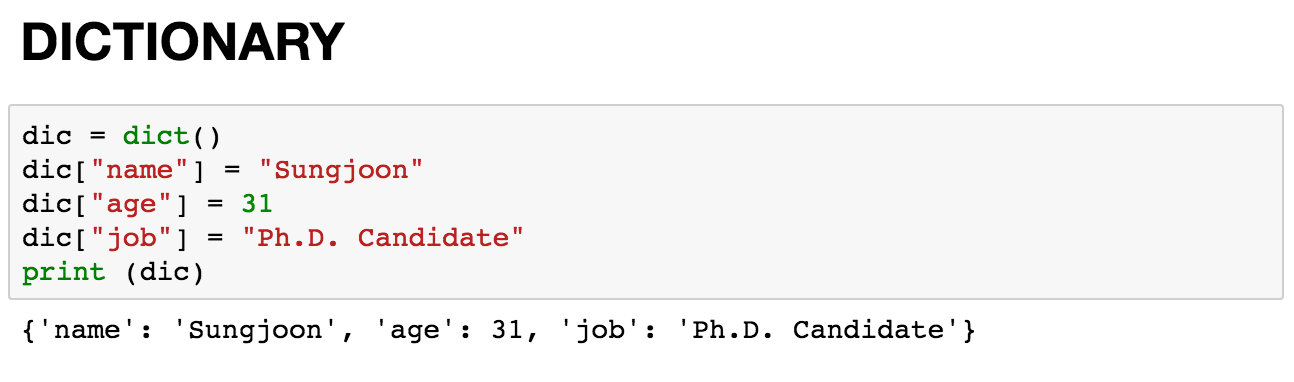 DICTIONARY
dic = dict()
dic["name"] = "Sungjoon"
dic["age"] = 31
dic["job"] = "Ph.D. Candidate"
print (dic)
{'name': 'Sungjoon', 'age': 31, 'job': 'Ph.D. Candidate'}